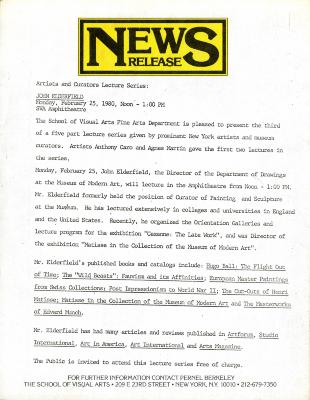 NEWS
RELEASE
Artists and Curators Lecture Series:
JOHN ELDERFIELD
Monday, February 25, 1980, Noon - 1:00 PM
SVA Amphitheatre
The School of Visual Arts Fine Arts Department is pleased to present the third
of a five part lecture series given by prominent New York artists and museum
curators. Artists Anthony Caro and Agnes Martin gave the first two lectures in
the series.
Monday, February 25, John Elderfield, the Director of the Department of Drawings
at the Museum of Modern Art, will lecture in the Amphitheatre from Noon - 1:00 PM.
Mr. Elderfield formerly held the position of Curator of Painting and Sculpture
at the Museum. He has lectured extensively in colleges and universities in England
and the United States. Recently, he organized the Orientation Galleries and
lecture program for the exhibition "Cezanne: The Late Work", and was Director of
the exhibition "Matisse in the Collection of the Museum of Modern Art".
Mr. Elderfield's published books and catalogs include: Hugo Ball: The Flight Out
of Time; The "Wild Beasts": Fauvism and its Affinities; European Master Paintings
from Swiss Collections; Post Impressionism to World War II; The Cut-Outs of Henri
Matisse; Matisse in the Collection of the Museum of Modern Art and The Masterworks
of Edvard Munch.
Mr. Elderfield has had many articles and reviews published in Artforum, Studio
International, Art in America, Art International and Arts Magazine.
The Public is invited to attend this lecture series free of charge.
FOR FURTHER INFORMATION CONTACT PERNEL BERKELEY
THE SCHOOL OF VISUAL ARTS • 209 E 23RD STREET • NEW YORK, N.Y. 10010 • 212-679-7350